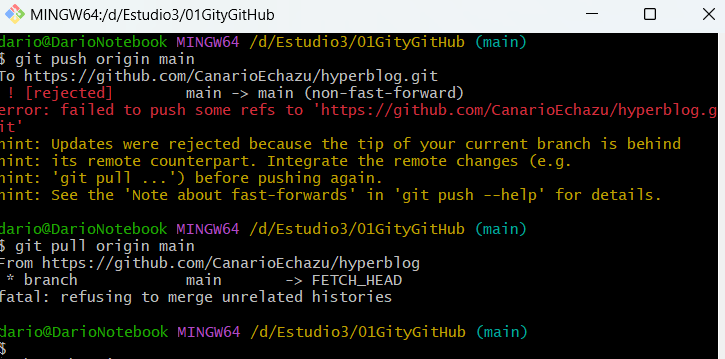 MINGW64:/d/Estudio3/01GityGitHub
dario@DarioNotebook MINGW64 /d/Estudio3/01GityGitHub (main)
$ git push origin main
To https://github.com/CanarioEchazu/hyperblog.git
! [rejected] main -> main (non-fast-forward)
error: failed to push some refs to 'https://github.com/CanarioEchazu/hyperblog.g
it'
hint: Updates were rejected because the tip of your current branch is behind
hint: its remote counterpart. Integrate the remote changes (e.g.
hint: 'git pull ...') before pushing again.
hint: See the 'Note about fast-forwards' in 'git push --help' for details.
dario@DarioNotebook MINGW64 /d/Estudio3/01GityGitHub (main)
$ git pull origin main
From https://github.com/CanarioEchazu/hyperblog
* branch main -> FETCH_HEAD
fatal: refusing to merge unrelated histories
dario@DarioNotebook MINGW64 /d/Estudio3/01GityGitHub (main)
$